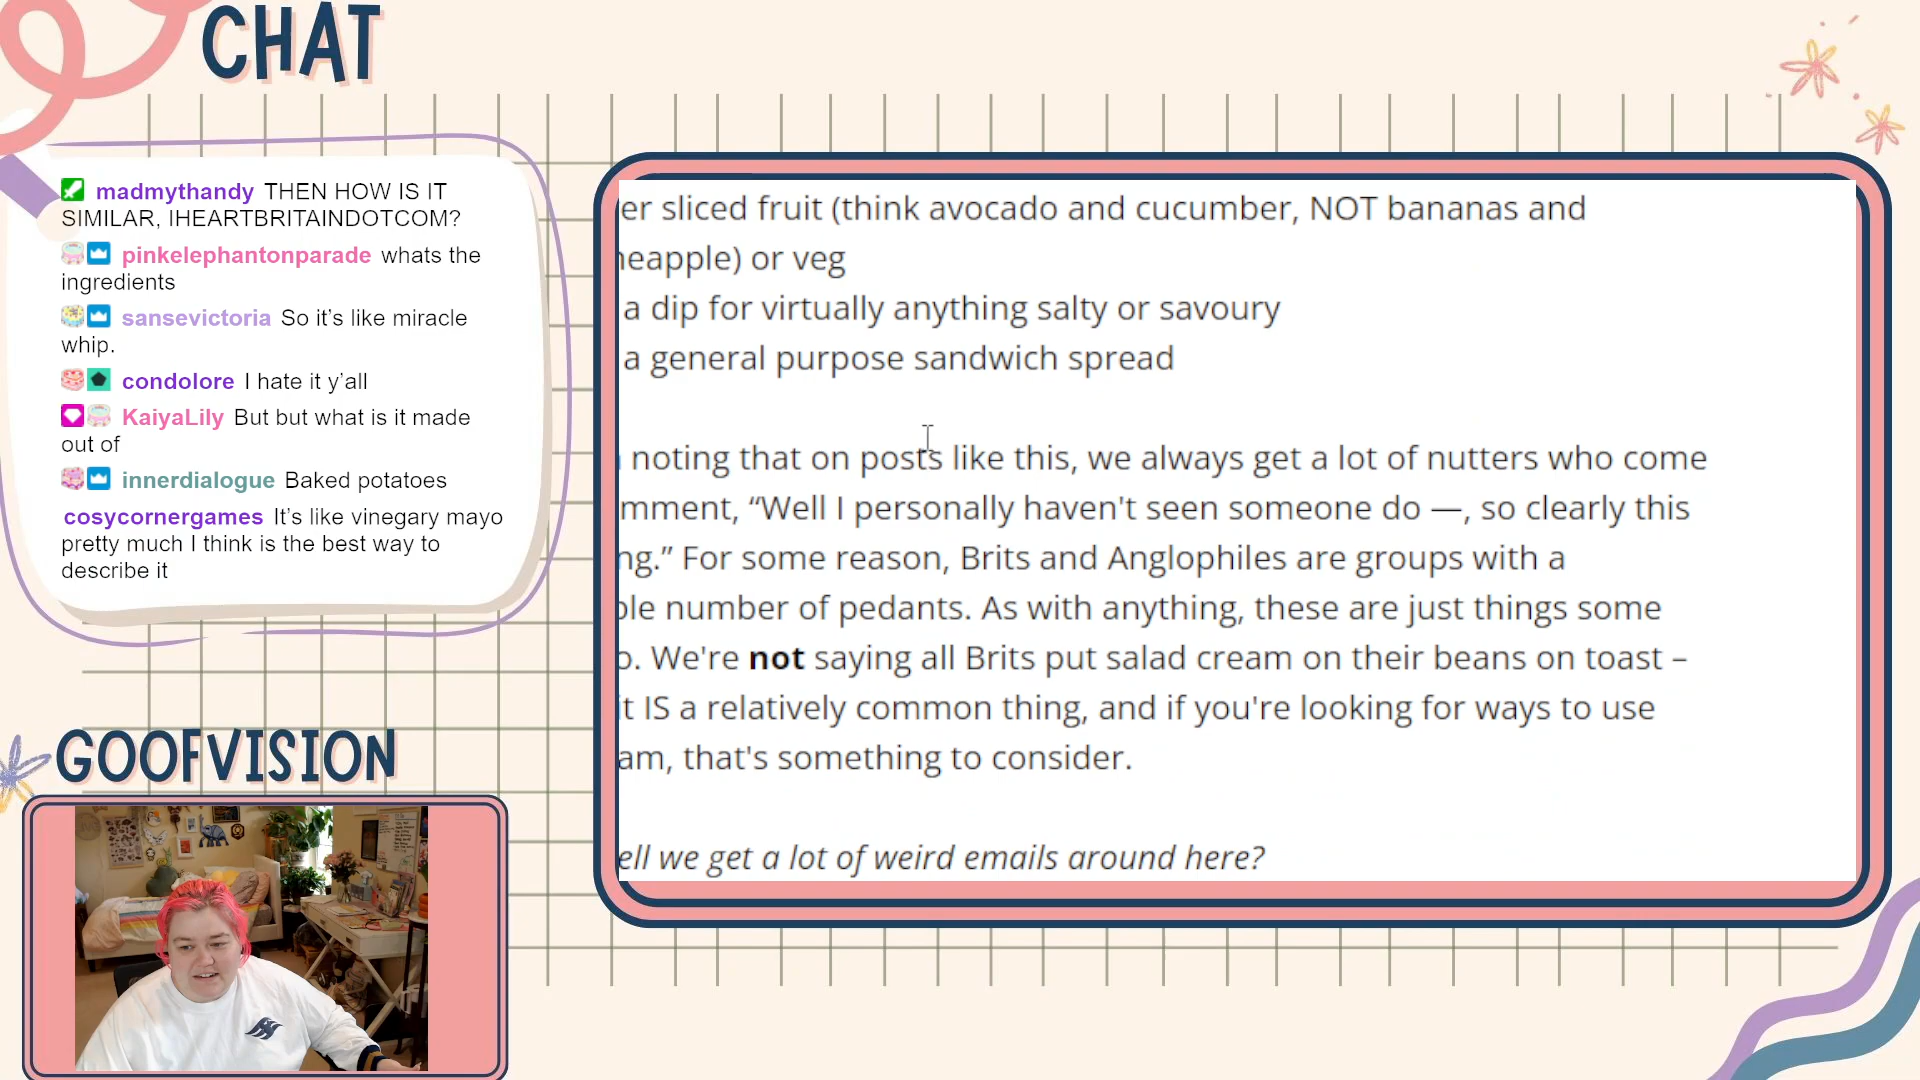 CHAT
madmythandy THEN HOW IS IT
SIMILAR, IHEARTBRITAINDOTCOM?
pinkelephantonparade whats the
ingredients
sansevictoria So it’s like miracle
whip.
condolore I hate it y’all
KaiyaLily But but what is it made
out of
innerdialogue Baked potatoes
cosycornergames It’s like vinegary mayo
pretty much I think is the best way to
describe it
GOOFVISION
er sliced fruit (think avocado and cucumber, NOT bananas and
neapple) or veg
a dip for virtually anything salty or savoury
a general purpose sandwich spread
noting that on posts like this, we always get a lot of nutters who come
mment, “Well I personally haven't seen someone do —, so clearly this
ng.” For some reason, Brits and Anglophiles are groups with a
ble number of pedants. As with anything, these are just things some
o. We're not saying all Brits put salad cream on their beans on toast –
it IS a relatively common thing, and if you're looking for ways to use
am, that's something to consider.
ell we get a lot of weird emails around here?